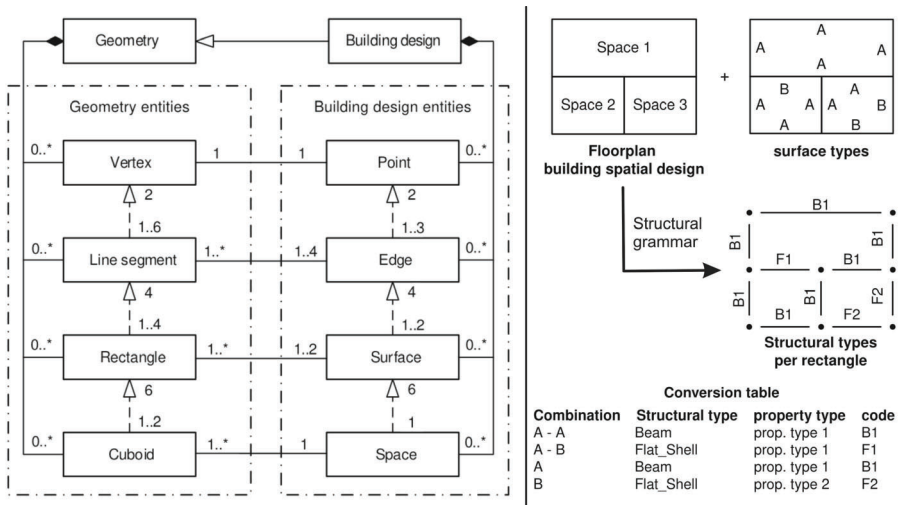 Geometry
Building design
Geometry entities
Building design entities
0..*
Vertex
1
1
Point
0..*
2
2
1..6
1..3
0..*
Line segment
1..*
1..4
Edge
0..*
4
4
1..4
1..2
0..*
Rectangle
1..*
1..2
Surface
0..*
6
6
1..2
1
0..*
Cuboid
1..*
1
Space
0..*
Space 1
Space 2
Space 3
Floorplan
building spatial design
+
A
A
A
A
B
A
A
A
A
A
B
B
surface types
Structural
grammar
B1
B1
B1
F1
B1
B1
B1
F2
B1
F2
Structural types
per rectangle
Conversion table
Combination Structural type property type code
A - A Beam prop. type 1 B1
A - B Flat_Shell prop. type 1 F1
A Beam prop. type 1 B1
B Flat_Shell prop. type 2 F2